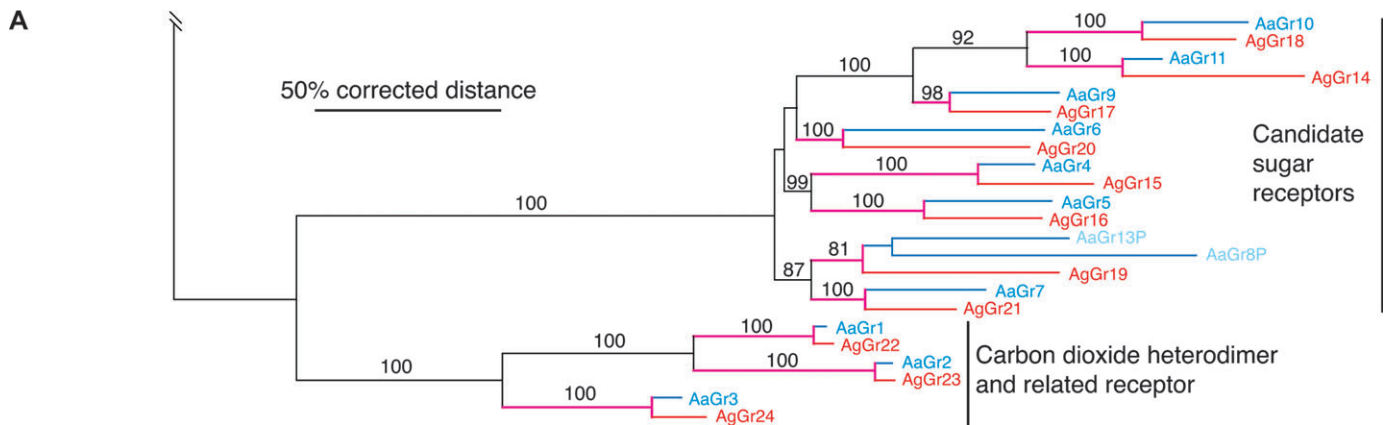 A
92
100
AaGr10
AgGr18
100
100
AaGr11
AgGr14
50% corrected distance
98
AaGr9
AgGr17
100
AaGr6
AgGr20
99
100
AaGr4
AgGr15
100
AaGr5
AgGr16
Candidate
sugar
receptors
100
87
81
AaGr13P
AaGr8P
AgGr19
100
AaGr7
AgGr21
100
100
100
AaGr1
AgGr22
100
AaGr2
AgGr23
100
AaGr3
AgGr24
Carbon dioxide heterodimer
and related receptor